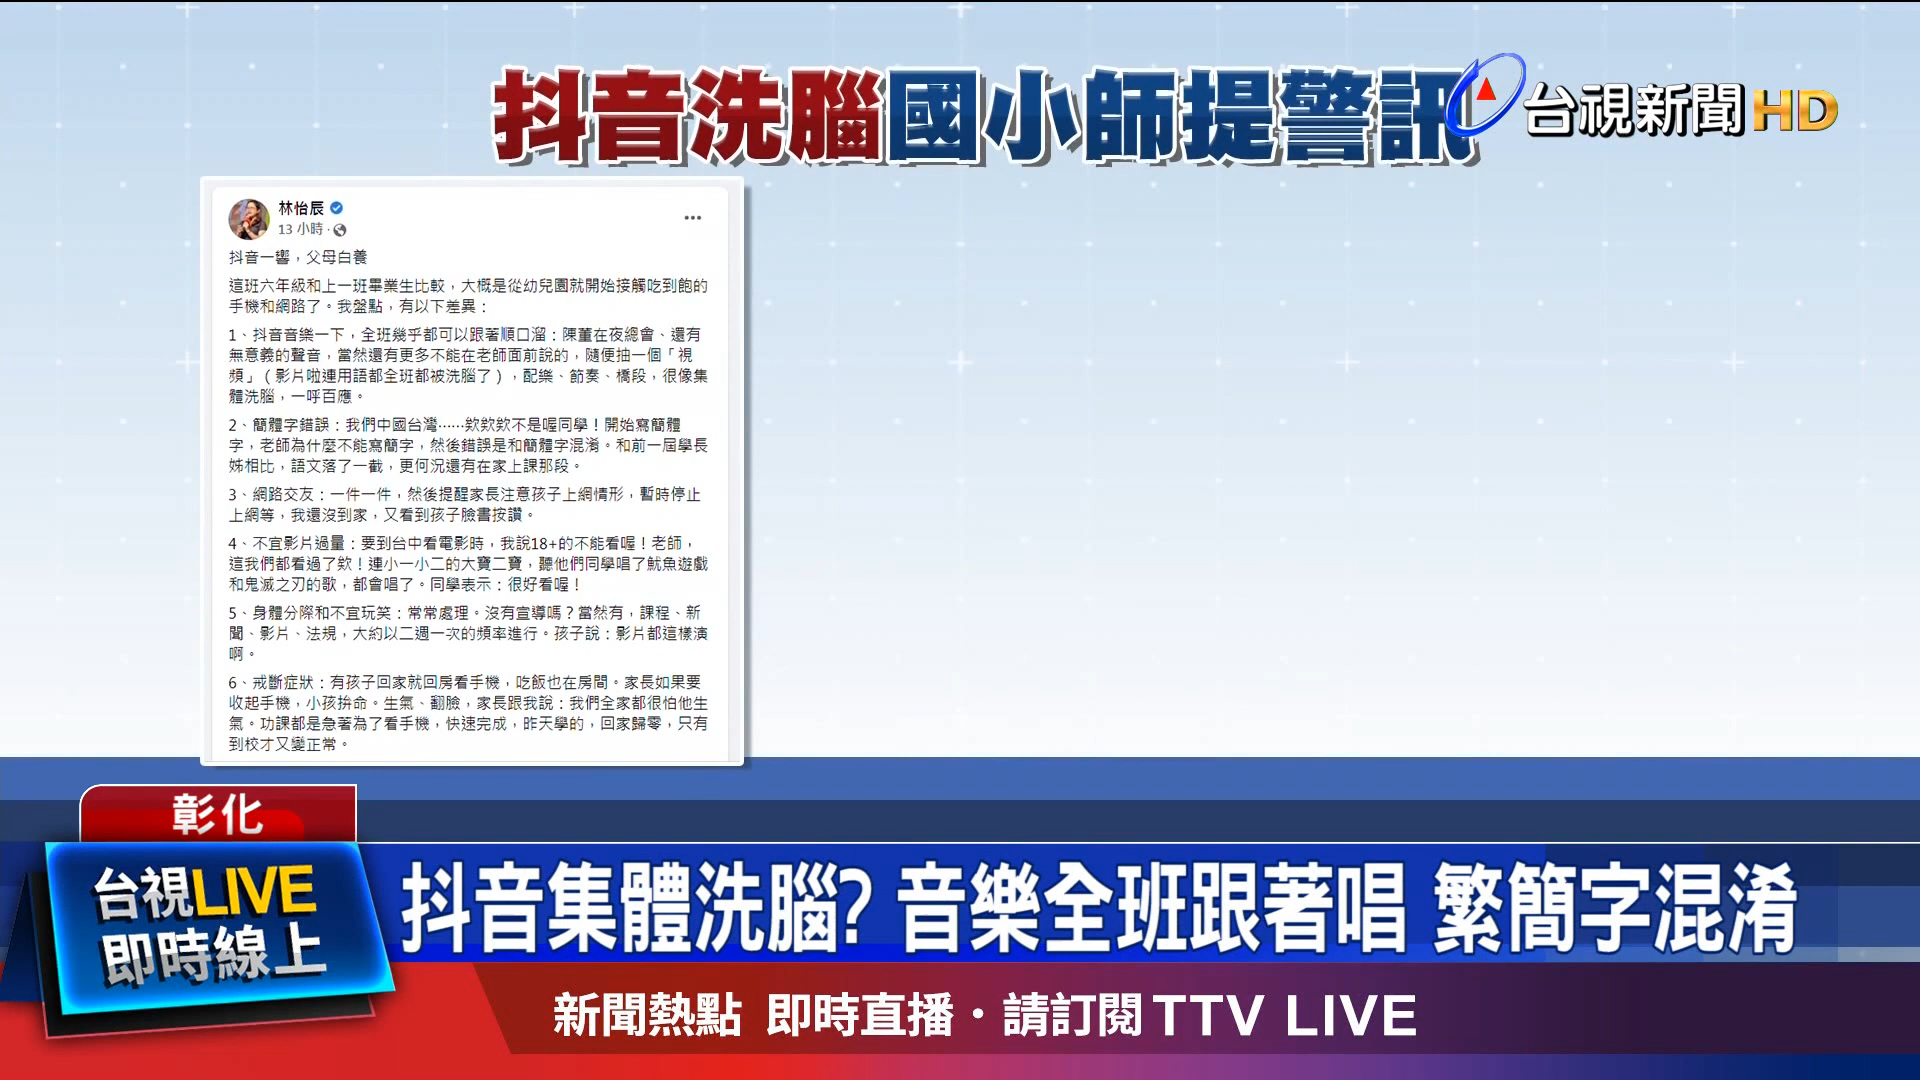 抖音洗腦國小師提警訊
台視新聞HD
林怡辰
13 小時 ·
抖音一響，父母白養
這班六年級和上一班畢業生比較，大概是從幼兒園就開始接觸吃到飽的
手機和網路了。我盤點，有以下差異：
1、抖音音樂一下，全班幾乎都可以跟著順口溜：陳董在夜總會、還有
無意義的聲音，當然還有更多不能在老師面前說的，隨便抽一個「視
頻」（影片啦連用語都全班都被洗腦了），配樂、節奏、橋段，很像集
體洗腦，一呼百應。
2、簡體字錯誤：我們中國台灣⋯⋯欸欸欸不是喔同學！開始寫簡體
字，老師為什麼不能寫簡字，然後錯誤是和簡體字混淆。和前一屆學長
姊相比，語文落了一截，更何況還有在家上課那段。
3、網路交友：一件一件，然後提醒家長注意孩子上網情形，暫時停止
上網等，我還沒到家，又看到孩子臉書按讚。
4、不宜影片過量：要到台中看電影時，我說18+的不能看喔！老師，
這我們都看過了欸！連小一小二的大寶二寶，聽他們同學唱了魷魚遊戲
和鬼滅之刃的歌，都會唱了。同學表示：很好看喔！
5、身體分際和不宜玩笑：常常處理。沒有宣導嗎？當然有，課程、新
聞、影片、法規，大約以二週一次的頻率進行。孩子說：影片都這樣演
啊。
6、戒斷症狀：有孩子回家就回房看手機，吃飯也在房間。家長如果要
收起手機，小孩拚命。生氣、翻臉，家長跟我說：我們全家都很怕他生
氣。功課都是急著為了看手機，快速完成，昨天學的，回家歸零，只有
到校才又變正常。
彰化
台視LIVE
即時線上
抖音集體洗腦? 音樂全班跟著唱 繁簡字混淆
新聞熱點 即時直播·請訂閱TTV LIVE